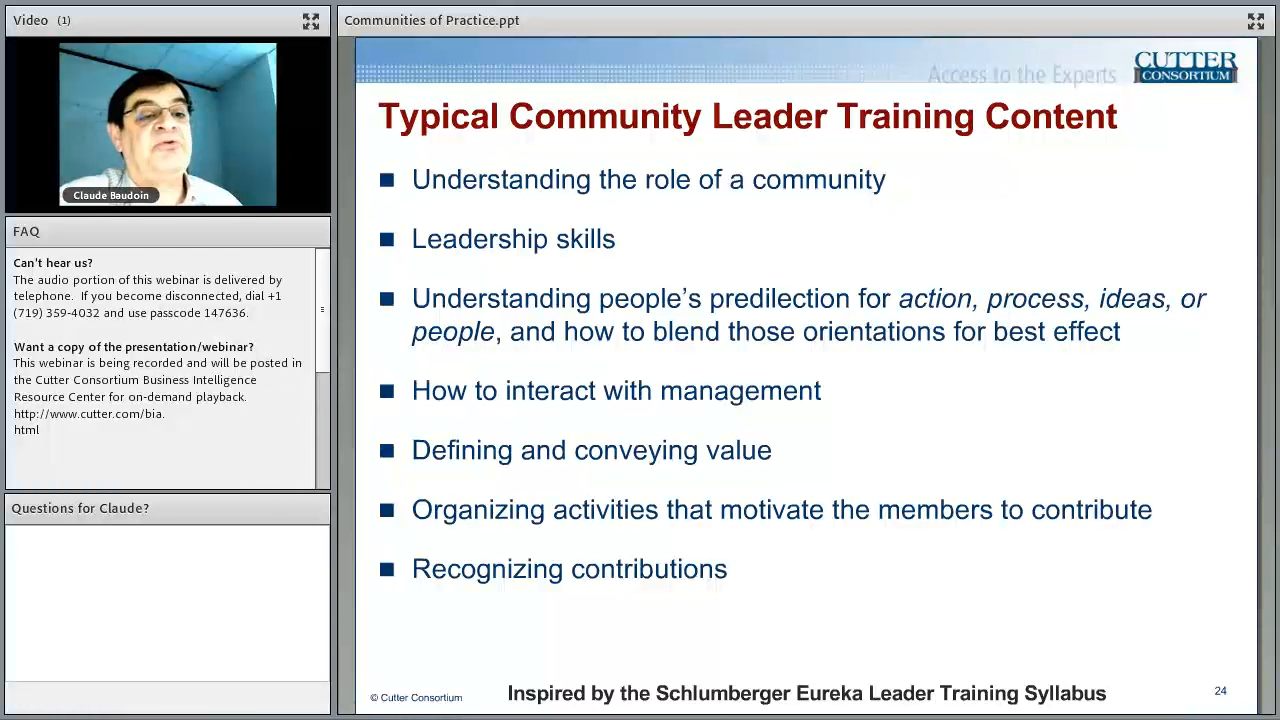 Video (1)
Claude Baudoin
FAQ
Can't hear us?
The audio portion of this webinar is delivered by
telephone. If you become disconnected, dial +1
(719) 359-4032 and use passcode 147636.
Want a copy of the presentation/webinar?
This webinar is being recorded and will be posted in
the Cutter Consortium Business Intelligence
Resource Center for on-demand playback.
http://www.cutter.com/bia.
html
Questions for Claude?
Communities of Practice.ppt
Access to the Experts
CUTTER
CONSORTIUM
Typical Community Leader Training Content
■ Understanding the role of a community
■ Leadership skills
■ Understanding people’s predilection for action, process, ideas, or
people, and how to blend those orientations for best effect
■ How to interact with management
■ Defining and conveying value
■ Organizing activities that motivate the members to contribute
■ Recognizing contributions
© Cutter Consortium
Inspired by the Schlumberger Eureka Leader Training Syllabus
24